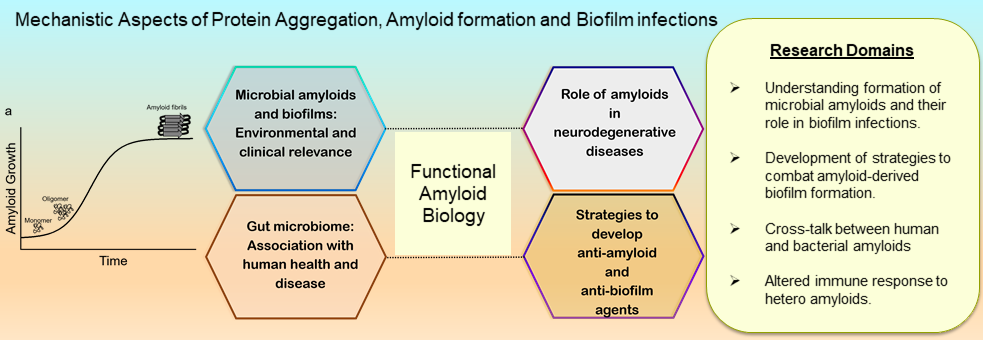 Mechanistic Aspects of Protein Aggregation, Amyloid formation and Biofilm infections
a
Amyloid Growth
Time
Monomer
Oligomer
Amyloid fibrils
Microbial amyloids
and biofilms:
Environmental and
clinical relevance
Gut microbiome:
Association with
human health and
disease
Functional
Amyloid
Biology
Role of amyloids
in
neurodegenerative
diseases
Strategies to
develop
anti-amyloid
and
anti-biofilm
agents
Research Domains
Understanding formation of
microbial amyloids and their
role in biofilm infections.
Development of strategies to
combat amyloid-derived
biofilm formation.
Cross-talk between human
and bacterial amyloids
Altered immune response to
hetero amyloids.